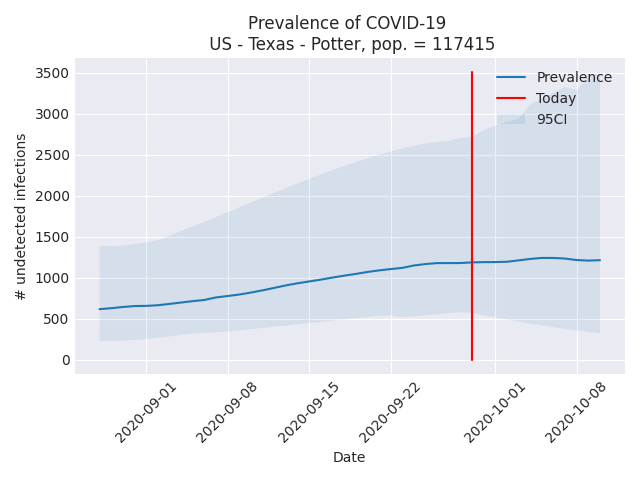 Prevalence of COVID-19
US - Texas - Potter, pop. = 117415
3500
3000
2500
2000
1500
1000
500
0
# undetected infections
Prevalence
Today
95CI
2020-09-01
2020-09-08
2020-09-15
2020-09-22
2020-10-01
2020-10-08
Date